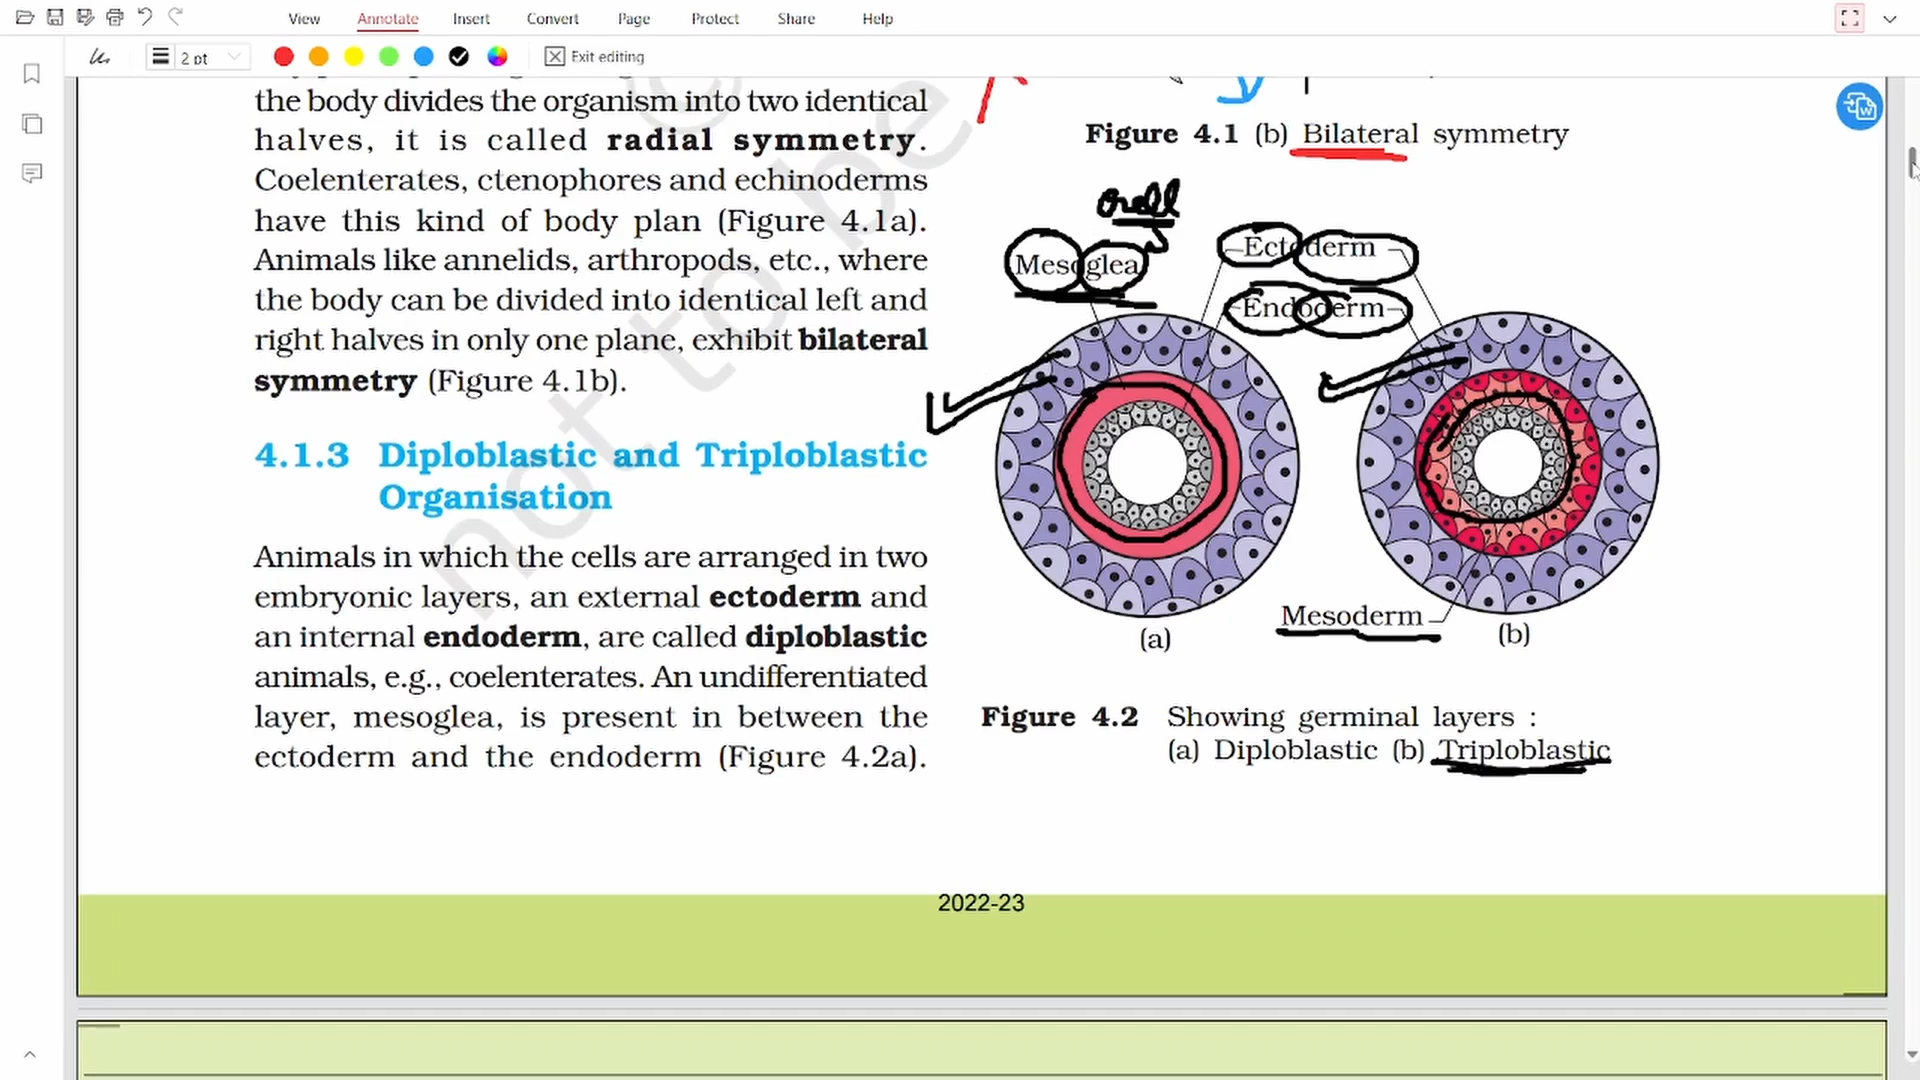 View Annotate Insert Convert Page Protect Share Help
2 pt Exit editing
the body divides the organism into two identical
halves, it is called radial symmetry.
Coelenterates, ctenophores and echinoderms
have this kind of body plan (Figure 4.1a).
Animals like annelids, arthropods, etc., where
the body can be divided into identical left and
right halves in only one plane, exhibit bilateral
symmetry (Figure 4.1b).
4.1.3 Diploblastic and Triploblastic
Organisation
Animals in which the cells are arranged in two
embryonic layers, an external ectoderm and
an internal endoderm, are called diploblastic
animals, e.g., coelenterates. An undifferentiated
layer, mesoglea, is present in between the
ectoderm and the endoderm (Figure 4.2a).
not to be
Figure 4.1 (b) Bilateral symmetry
Mesoglea
Ectoderm
Endoderm
Mesoderm
(a)
(b)
Figure 4.2 Showing germinal layers :
(a) Diploblastic (b) Triploblastic
2022-23